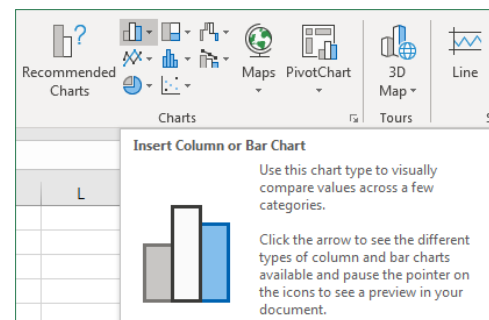 Recommended
Charts
Maps
PivotChart
3D
Map
Line
Charts
Tours
Insert Column or Bar Chart
L
Use this chart type to visually
compare values across a few
categories.
Click the arrow to see the different
types of column and bar charts
available and pause the pointer on
the icons to see a preview in your
document.